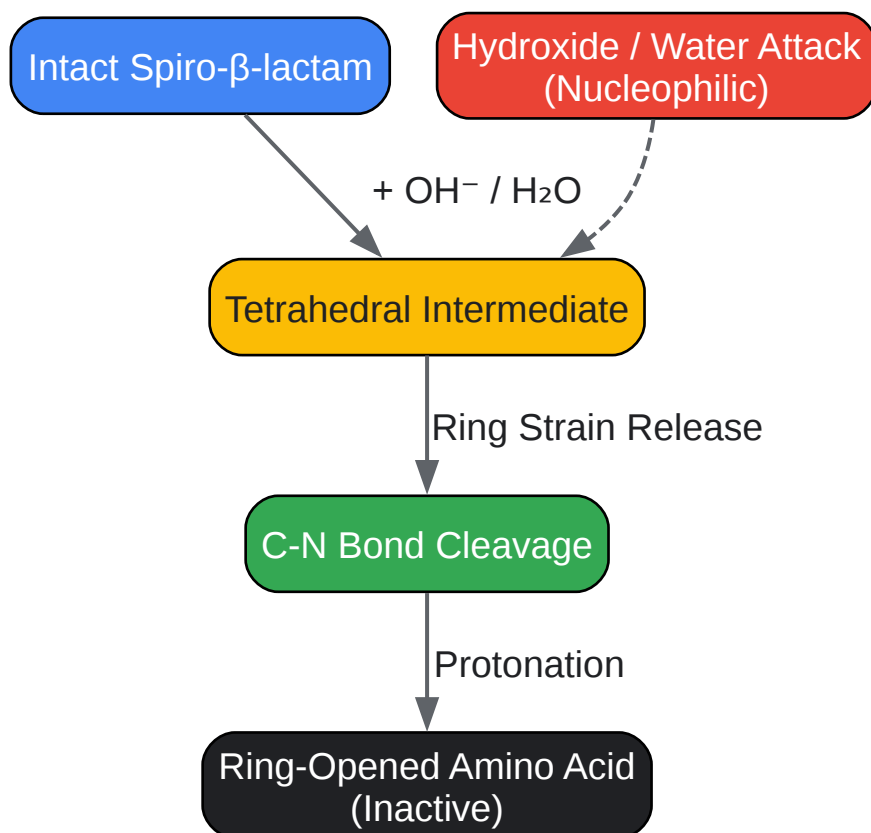 Intact Spiro-β-lactam
Hydroxide / Water Attack
(Nucleophilic)
+ OH⁻ / H₂O
Tetrahedral Intermediate
Ring Strain Release
C-N Bond Cleavage
Protonation
Ring-Opened Amino Acid
(Inactive)